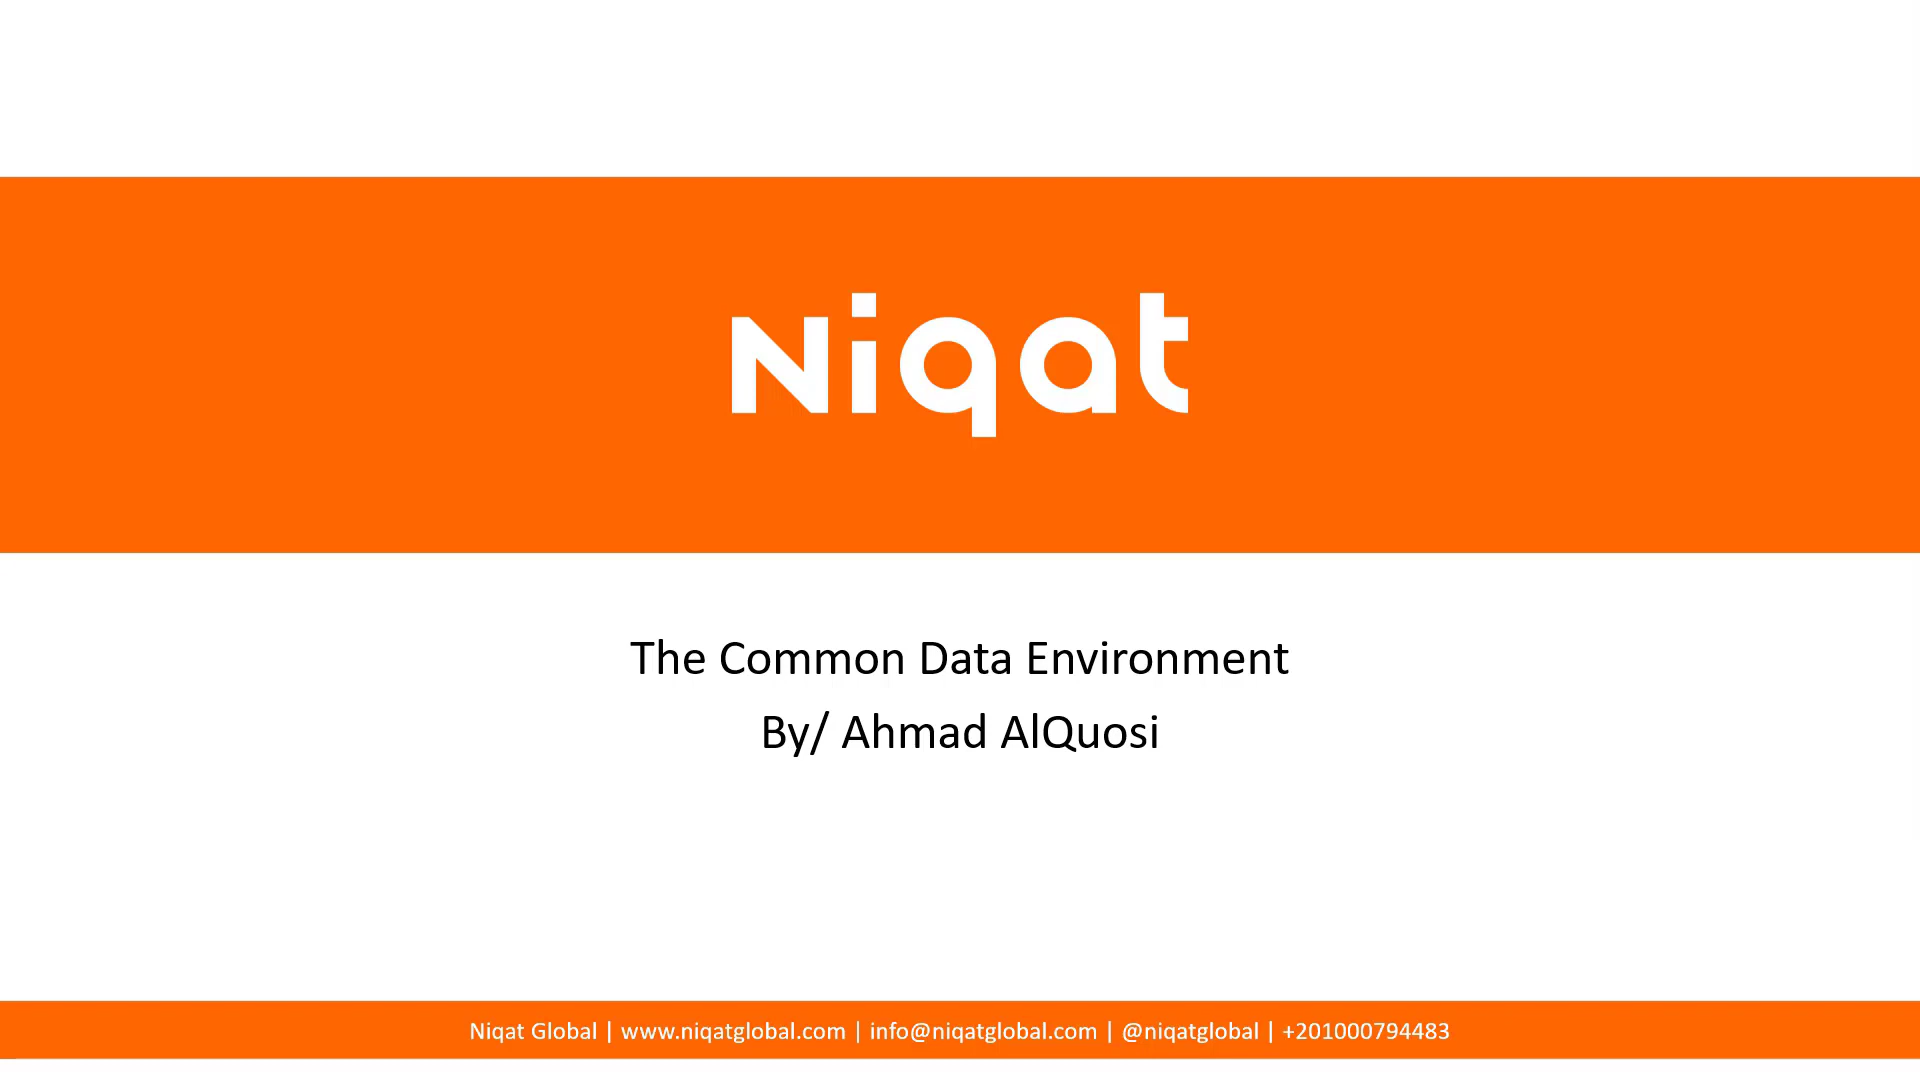 Niqat
The Common Data Environment
By/ Ahmad AlQuosi
Niqat Global | www.niqatglobal.com | info@niqatglobal.com | @niqatglobal | +201000794483